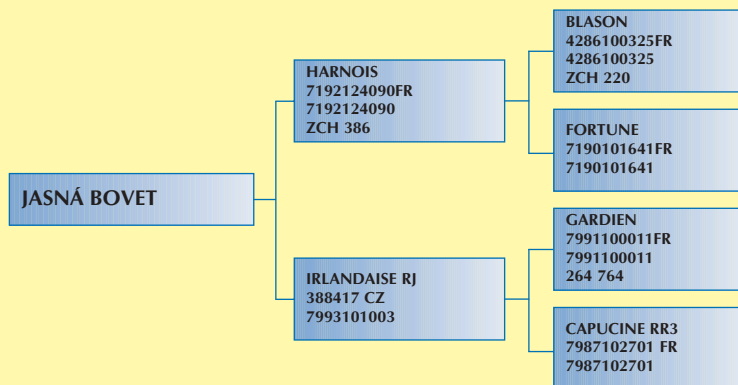 JASNÁ BOVET
HARNOIS
7192124090FR
7192124090
ZCH 386
IRLANDAISE RJ
388417 CZ
7993101003
BLASON
4286100325FR
4286100325
ZCH 220
FORTUNE
7190101641FR
7190101641
GARDIEN
7991100011FR
7991100011
264 764
CAPUCINE RR3
7987102701 FR
7987102701